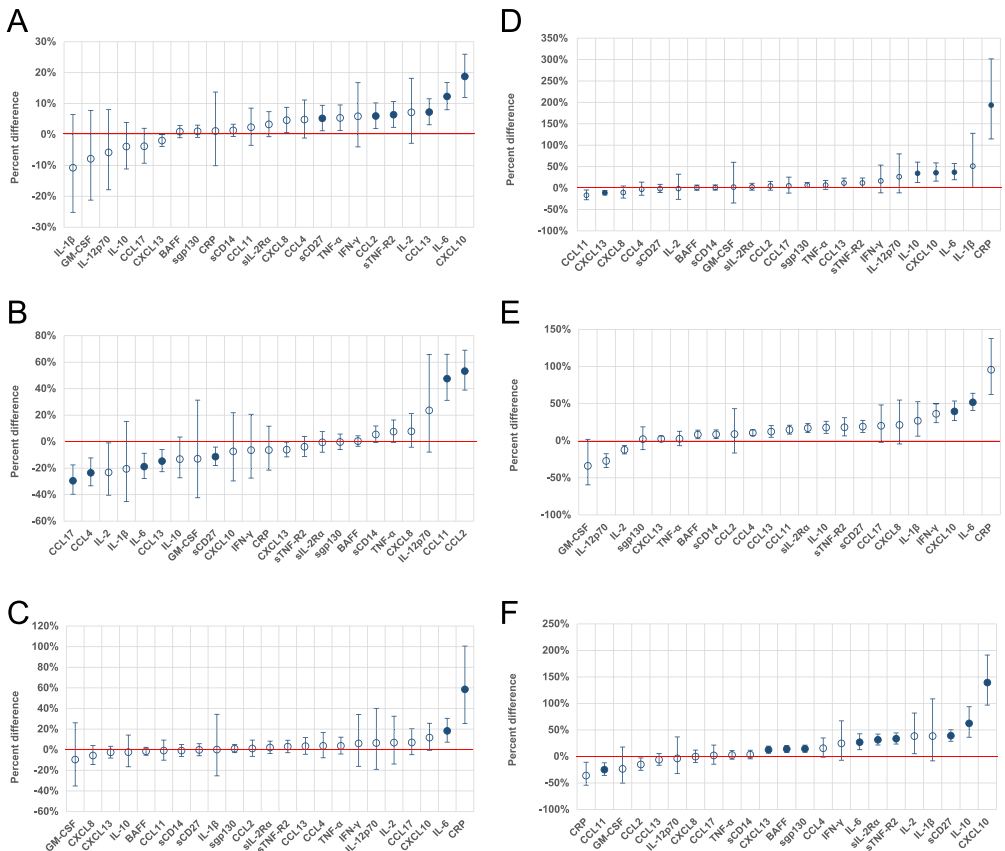 A
Percent difference
30%
20%
10%
0%
-10%
-20%
-30%
IL-1β
GM-CSF
IL-12p70
IL-10
CCL17
CXCL13
BAFF
sgp130
CRP
sCD14
CCL11
sIL-2Rα
CXCL8
CCL4
sCD27
TNF-α
IFN-γ
CCL2
sTNF-R2
IL-2
CCL13
IL-6
CXCL10
B
Percent difference
80%
60%
40%
20%
0%
-20%
-40%
-60%
CCL17
CCL4
IL-2
IL-1β
IL-6
CCL13
IL-10
GM-CSF
sCD27
CXCL10
IFN-γ
CRP
CXCL13
sTNF-R2
sIL-2Rα
sgp130
BAFF
sCD14
TNF-α
CXCL8
IL-12p70
CCL11
CCL2
C
Percent difference
120%
100%
80%
60%
40%
20%
0%
-20%
-40%
-60%
GM-CSF
CXCL8
CXCL13
IL-10
BAFF
CCL11
sCD14
sCD27
IL-1β
sgp130
CCL2
sIL-2Rα
sTNF-R2
CCL13
CCL4
TNF-α
IFN-γ
IL-12p70
IL-2
CCL17
CXCL10
IL-6
CRP
D
Percent difference
350%
300%
250%
200%
150%
100%
50%
0%
-50%
-100%
CCL11
CXCL13
CXCL8
CCL4
sCD27
IL-2
BAFF
sCD14
GM-CSF
sIL-2Rα
CCL2
CCL17
sgp130
TNF-α
CCL13
sTNF-R2
IFN-γ
IL-12p70
IL-10
CXCL10
IL-6
IL-1β
CRP
E
Percent difference
150%
100%
50%
0%
-50%
-100%
GM-CSF
IL-12p70
IL-2
sgp130
CXCL13
TNF-α
BAFF
sCD14
CCL2
CCL4
CCL13
CCL11
sIL-2Rα
IL-10
sTNF-R2
sCD27
CCL17
CXCL8
IL-1β
IFN-γ
CXCL10
IL-6
CRP
F
Percent difference
250%
200%
150%
100%
50%
0%
-50%
-100%
CRP
CCL11
GM-CSF
CCL2
CCL13
IL-12p70
CXCL8
CCL17
TNF-α
sCD14
CXCL13
BAFF
sgp130
CCL4
IFN-γ
IL-6
sIL-2Rα
sTNF-R2
IL-2
IL-1β
sCD27
IL-10
CXCL10